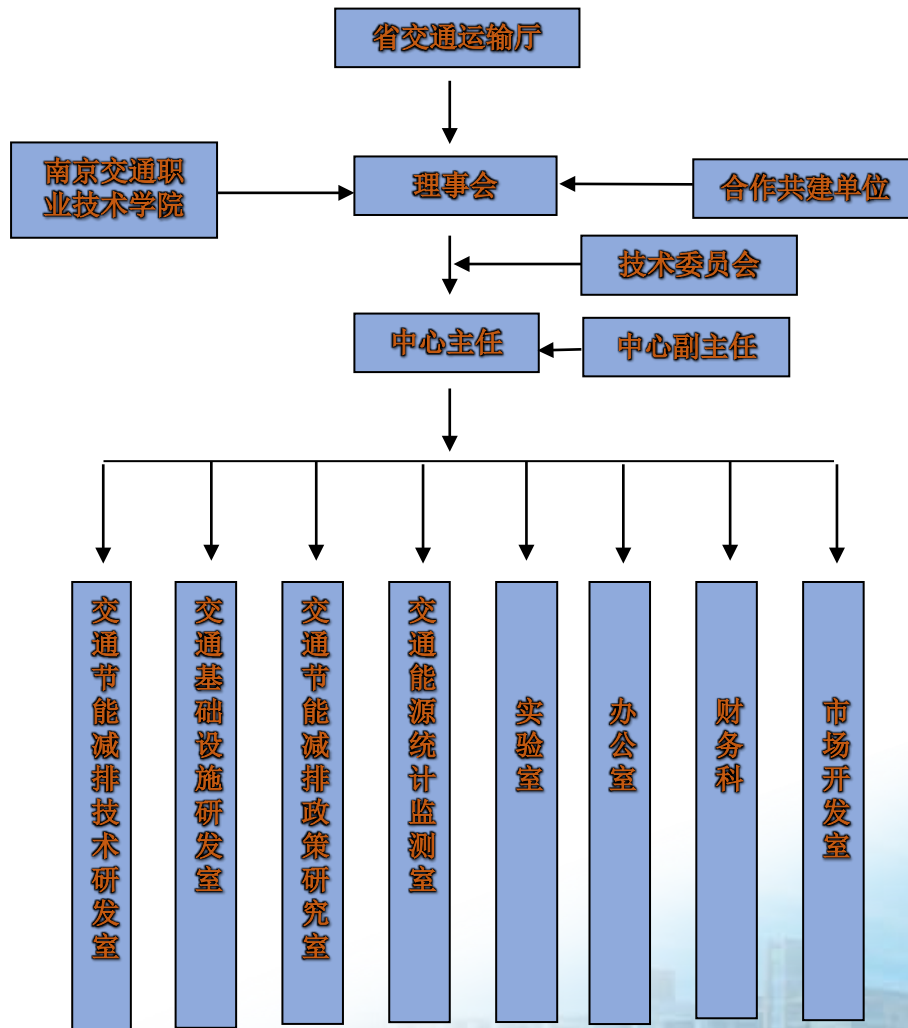 省交通运输厅
南京交通职
业技术学院
理事会
合作共建单位
技术委员会
中心主任
中心副主任
交通节能减排技术研发室
交通基础设施研发室
交通节能减排政策研究室
交通能源统计监测室
实验室
办公室
财务科
市场开发室